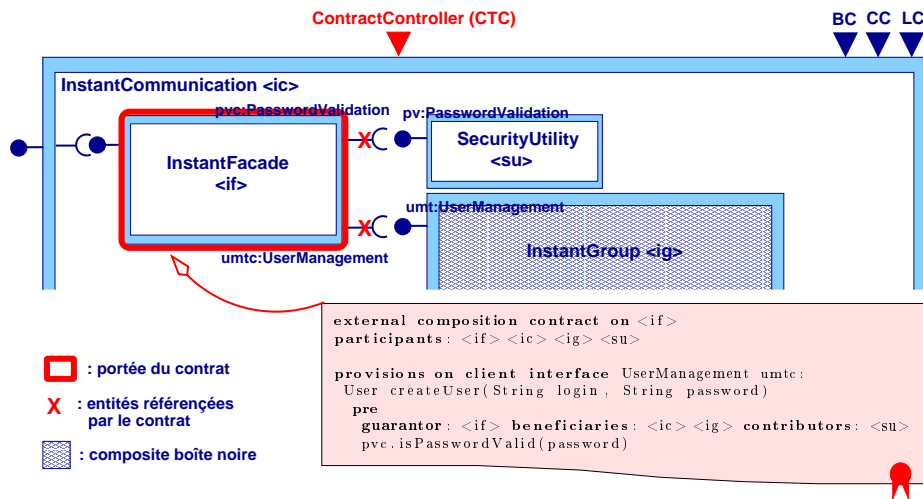 ContractController (CTC)
BC CC LC
InstantCommunication <ic>
pvc:PasswordValidation
pv:PasswordValidation
InstantFacade
<if>
X
SecurityUtility
<su>
umt:UserManagement
X
umtc:UserManagement
InstantGroup <ig>
external composition contract on <if>
participants: <if> <ic> <ig> <su>
provisions on client interface UserManagement umtc:
User createUser(String login, String password)
pre
guarantor: <if> beneficiaries: <ic> <ig> contributors: <su>
pvc.isPasswordValid(password)
: portée du contrat
X : entités référençées
par le contrat
: composite boîte noire